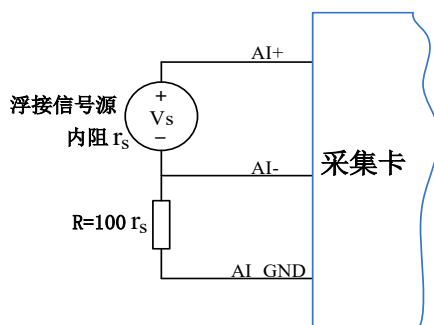 AI+
浮接信号源
内阻 rs
+
Vs
−
采集卡
AI-
R=100 rs
AI_GND